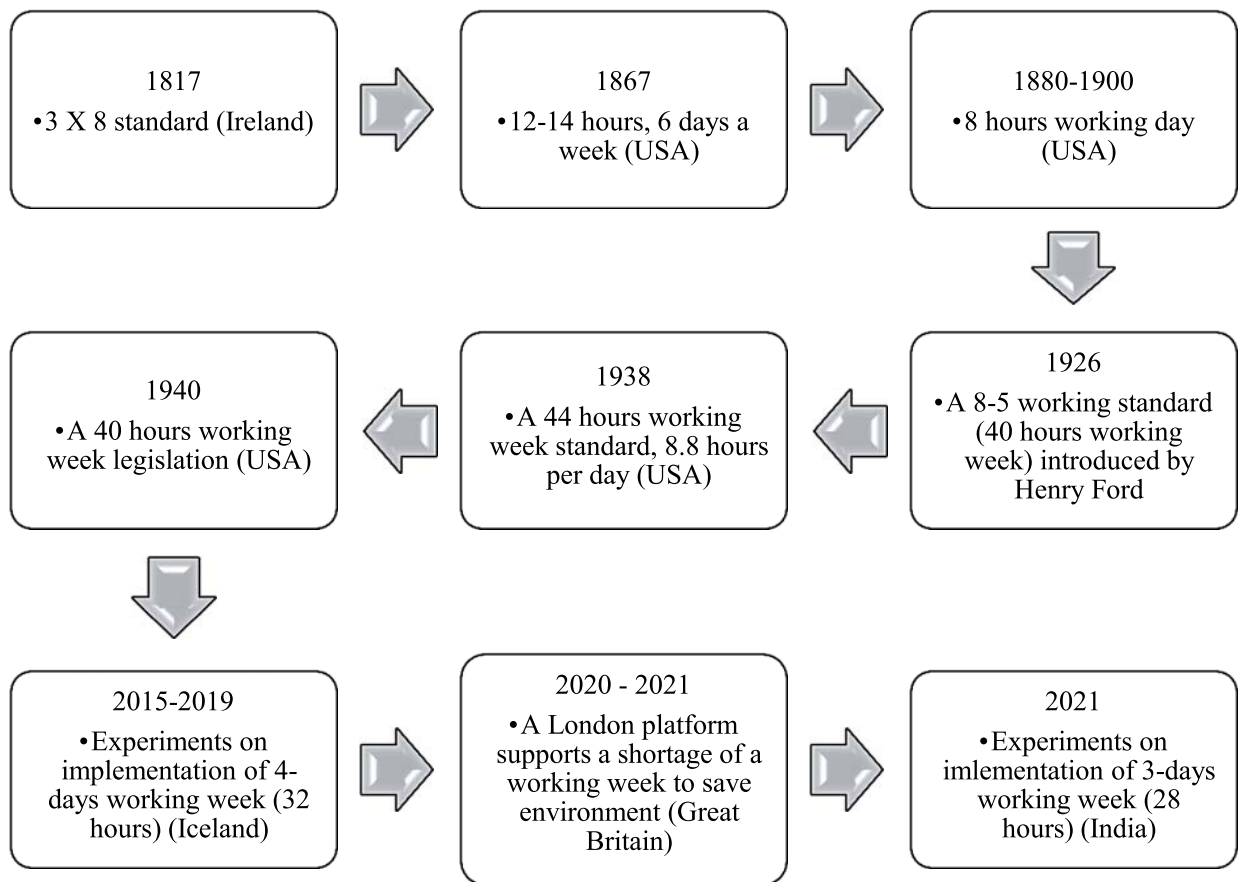 1817
•3 X 8 standard (Ireland)
1867
•12-14 hours, 6 days a
week (USA)
1880-1900
•8 hours working day
(USA)
1926
•A 8-5 working standard
(40 hours working
week) introduced by
Henry Ford
1938
•A 44 hours working
week standard, 8.8 hours
per day (USA)
1940
•A 40 hours working
week legislation (USA)
2015-2019
•Experiments on
implementation of 4-
days working week (32
hours) (Iceland)
2020 - 2021
•A London platform
supports a shortage of a
working week to save
environment (Great
Britain)
2021
•Experiments on
imlementation of 3-days
working week (28
hours) (India)